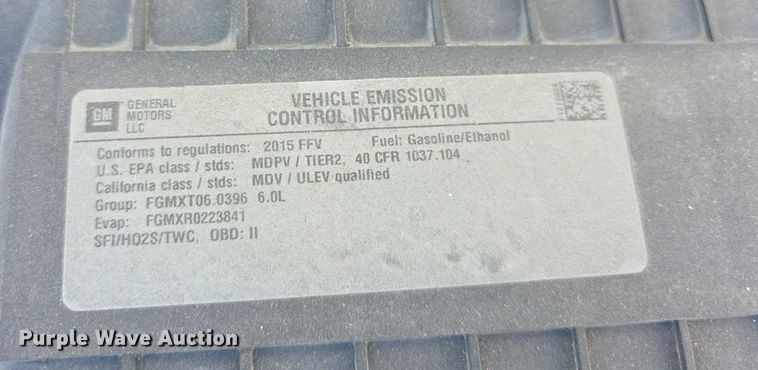 GM
GENERAL
MOTORS
LLC
VEHICLE EMISSION
CONTROL INFORMATION
Conforms to regulations: 2015 FFV Fuel: Gasoline/Ethanol
U.S. EPA class / stds: MDPV / TIER2, 40 CFR 1037.104
California class / stds: MDV / ULEV qualified
Group: FGMXT06.0396 6.0L
Evap: FGMXR0223841
SFI/HO2S/TWC, OBD: II
Purple Wave Auction